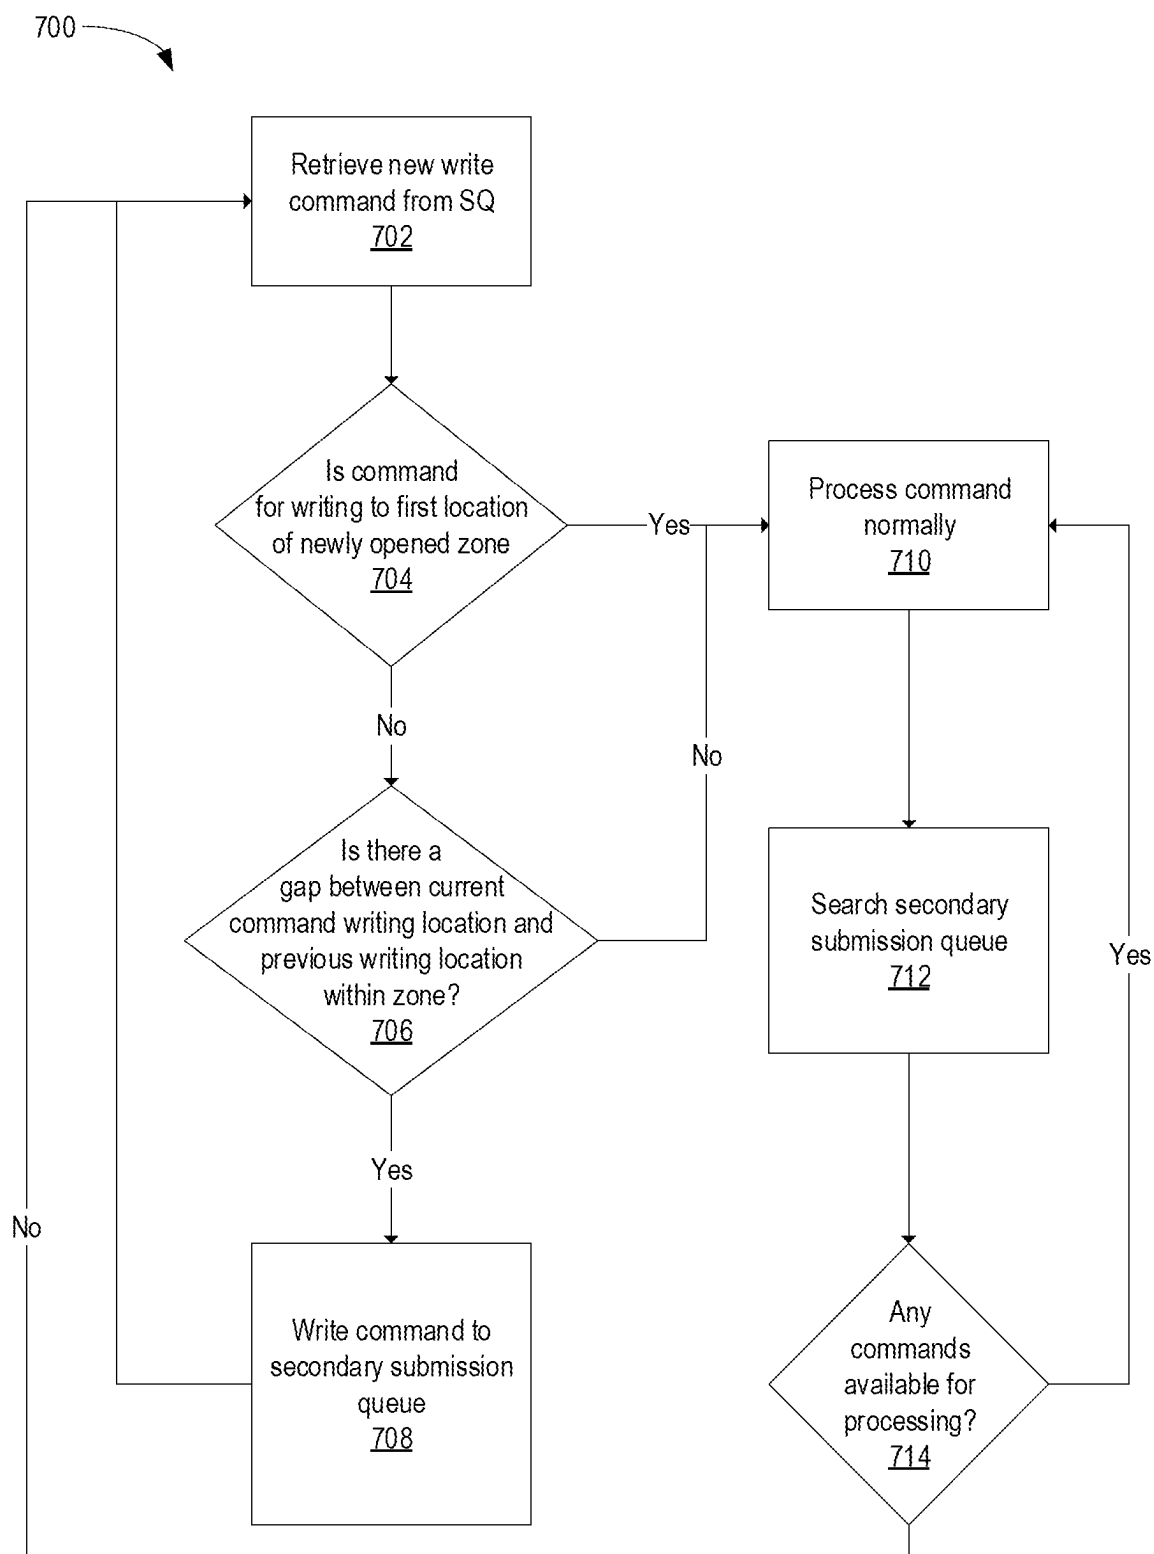 700
Retrieve new write
command from SQ
702
Is command
for writing to first location
of newly opened zone
704
Yes
Process command
normally
710
No
No
Is there a
gap between current
command writing location and
previous writing location
within zone?
706
Search secondary
submission queue
712
Yes
Yes
No
Write command to
secondary submission
queue
708
Any
commands
available for
processing?
714